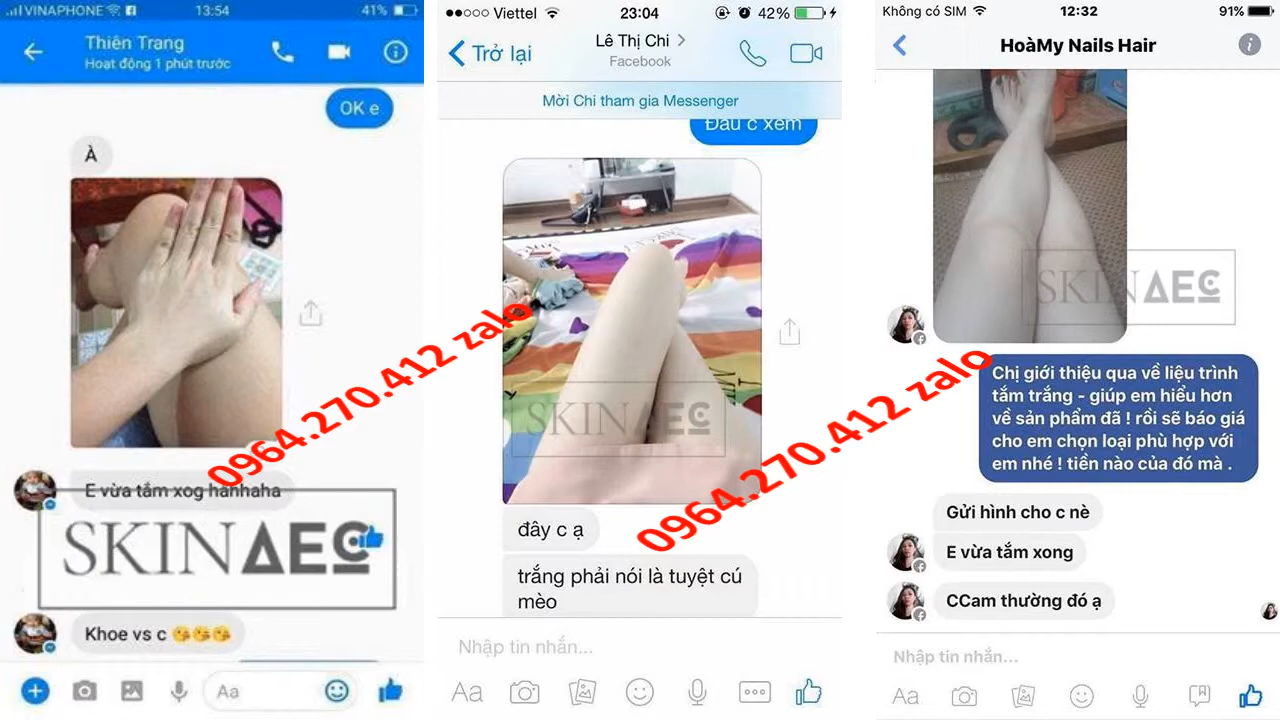 VINAPHONE
13:54
41%
Thiên Trang
Hoạt động 1 phút trước
OK e
À
E vừa tắm xog hahhaha
SKINAEC
Khoe vs c 😘😘😘
Aa
Viettel
23:04
42%
Trở lại
Lê Thị Chi
Facebook
Mời Chi tham gia Messenger
Đâu c xem
SKINAEC
đây c ạ
trắng phải nói là tuyệt cú
mèo
Nhập tin nhắn...
Aa
0964.270.412 zalo
0964.270.412 zalo
Không có SIM
12:32
91%
HoàMy Nails Hair
SKINAEC
Chị giới thiệu qua về liệu trình
tắm trắng - giúp em hiểu hơn
về sản phẩm đã ! rồi sẽ báo giá
cho em chọn loại phù hợp với
em nhé ! tiền nào của đó mà .
Gửi hình cho c nè
E vừa tắm xong
CCam thường đó ạ
Nhập tin nhắn...
Aa